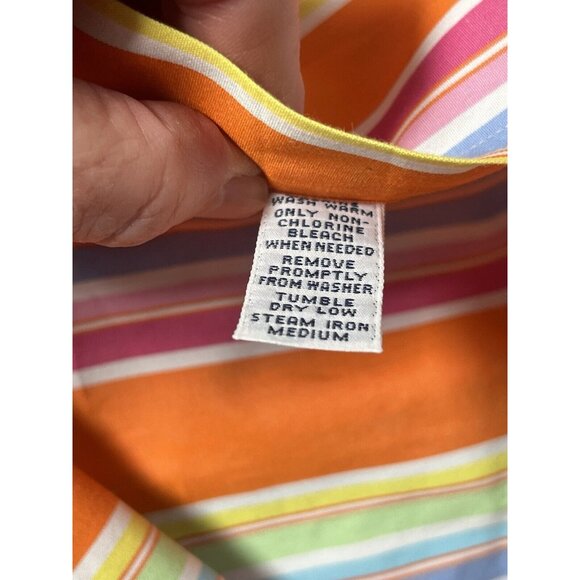 WASH WARM
ONLY NON-
CHLORINE
BLEACH
WHEN NEEDED
REMOVE
PROMPTLY
FROM WASHER
TUMBLE
DRY LOW
STEAM IRON
MEDIUM